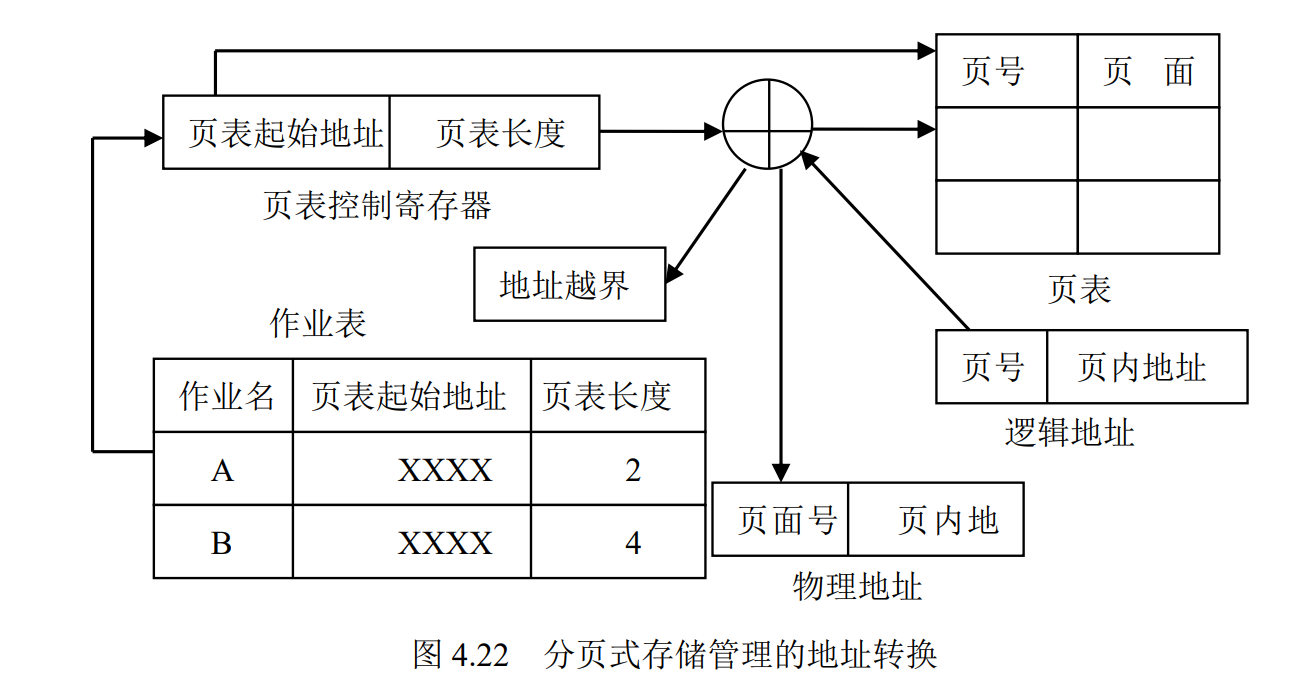 页号 页 面
页表起始地址 页表长度
页表控制寄存器
地址越界
页表
作业表
页号 页内地址
逻辑地址
作业名 页表起始地址 页表长度
A XXXX 2
B XXXX 4
页面号 页内地
物理地址
图 4.22 分页式存储管理的地址转换